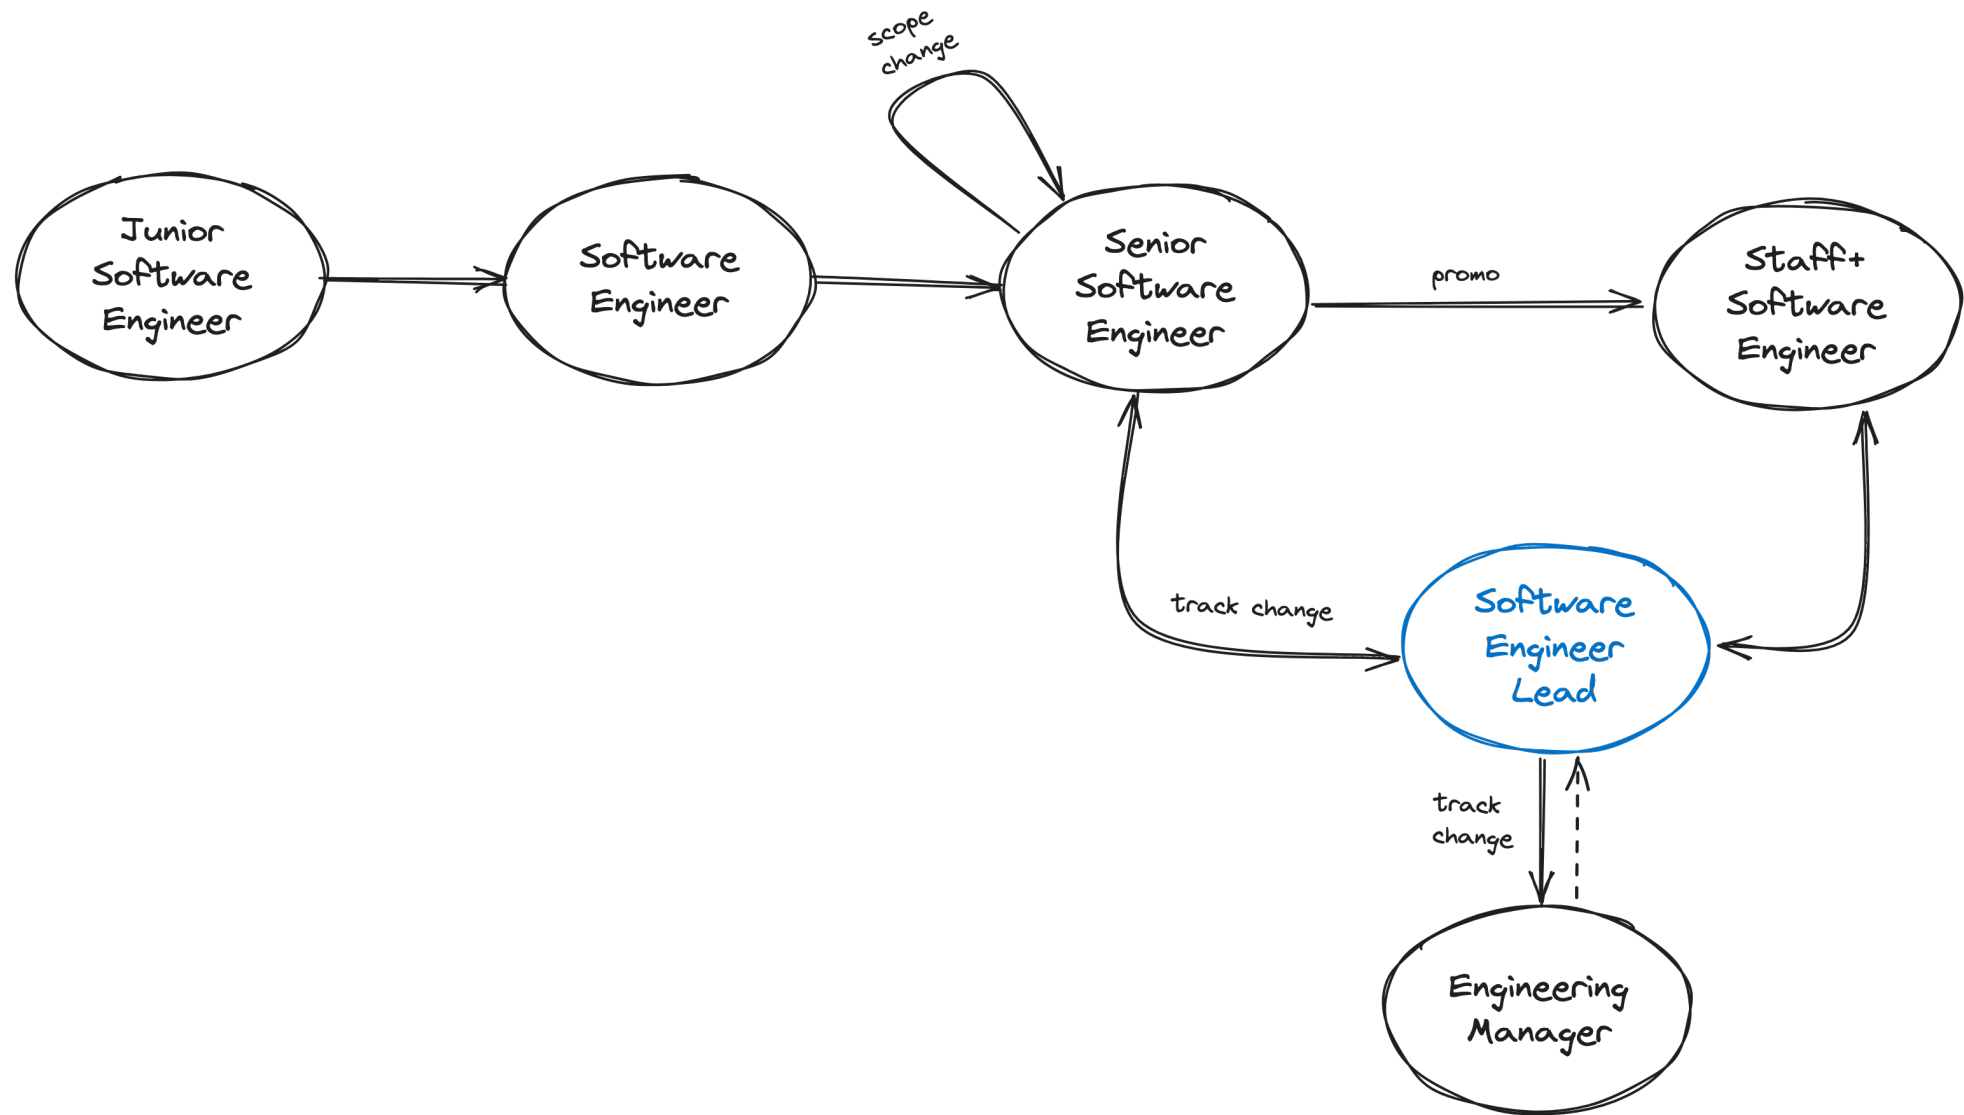 scope
change
Junior
Software
Engineer
Software
Engineer
Senior
Software
Engineer
promo
Staff+
Software
Engineer
track change
Software
Engineer
Lead
track
change
Engineering
Manager